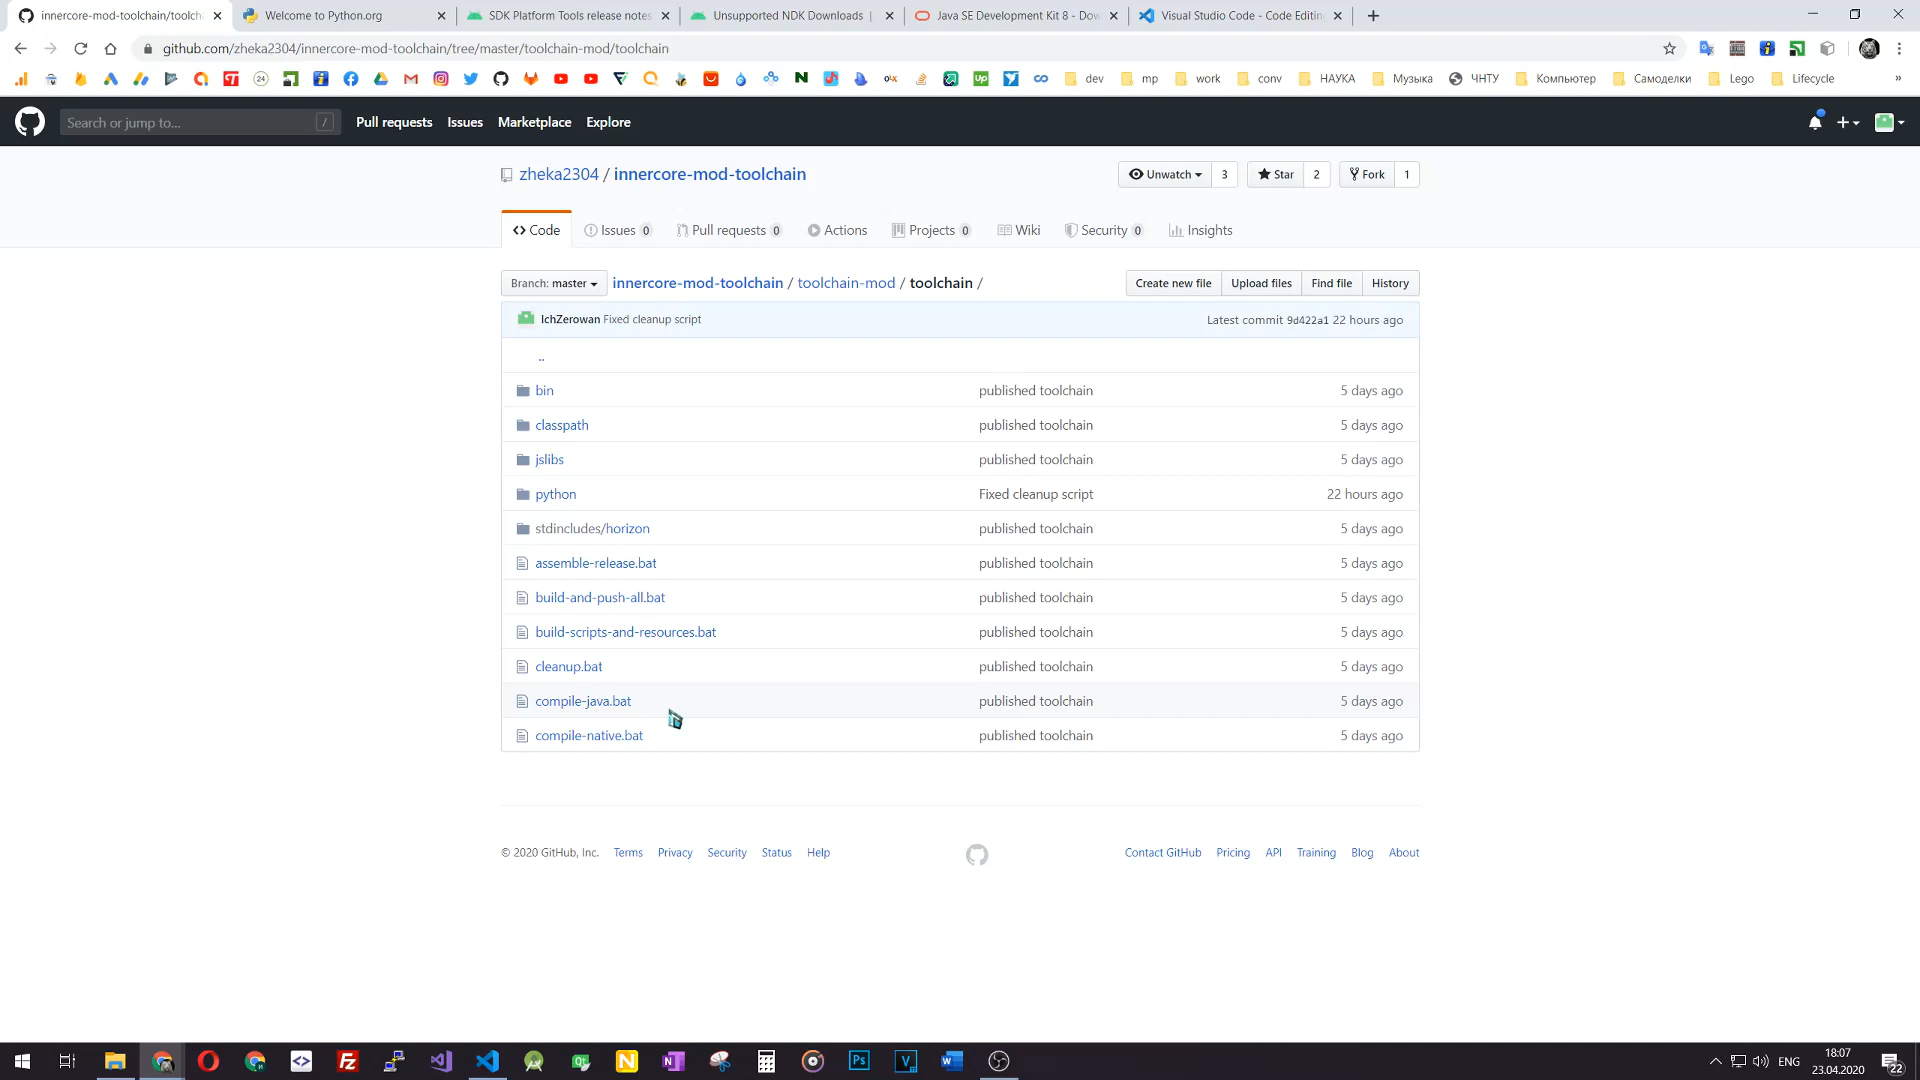 innercore-mod-toolchain/toolcha
Welcome to Python.org
SDK Platform Tools release notes
Unsupported NDK Downloads
Java SE Development Kit 8 - Dow
Visual Studio Code - Code Editing
github.com/zheka2304/innercore-mod-toolchain/tree/master/toolchain-mod/toolchain
dev
mp
work
conv
НАУКА
Музыка
ЧНТУ
Компьютер
Самоделки
Lego
Lifecycle
»
Search or jump to...
/
Pull requests
Issues
Marketplace
Explore
zheka2304 / innercore-mod-toolchain
Unwatch 3
Star 2
Fork 1
Code
Issues 0
Pull requests 0
Actions
Projects 0
Wiki
Security 0
Insights
Branch: master
innercore-mod-toolchain / toolchain-mod / toolchain /
Create new file
Upload files
Find file
History
IchZerowan Fixed cleanup script
Latest commit 9d422a1 22 hours ago
..
bin published toolchain 5 days ago
classpath published toolchain 5 days ago
jslibs published toolchain 5 days ago
python Fixed cleanup script 22 hours ago
stdincludes/horizon published toolchain 5 days ago
assemble-release.bat published toolchain 5 days ago
build-and-push-all.bat published toolchain 5 days ago
build-scripts-and-resources.bat published toolchain 5 days ago
cleanup.bat published toolchain 5 days ago
compile-java.bat published toolchain 5 days ago
compile-native.bat published toolchain 5 days ago
© 2020 GitHub, Inc.
Terms
Privacy
Security
Status
Help
Contact GitHub
Pricing
API
Training
Blog
About
ENG
18:07
23.04.2020
22